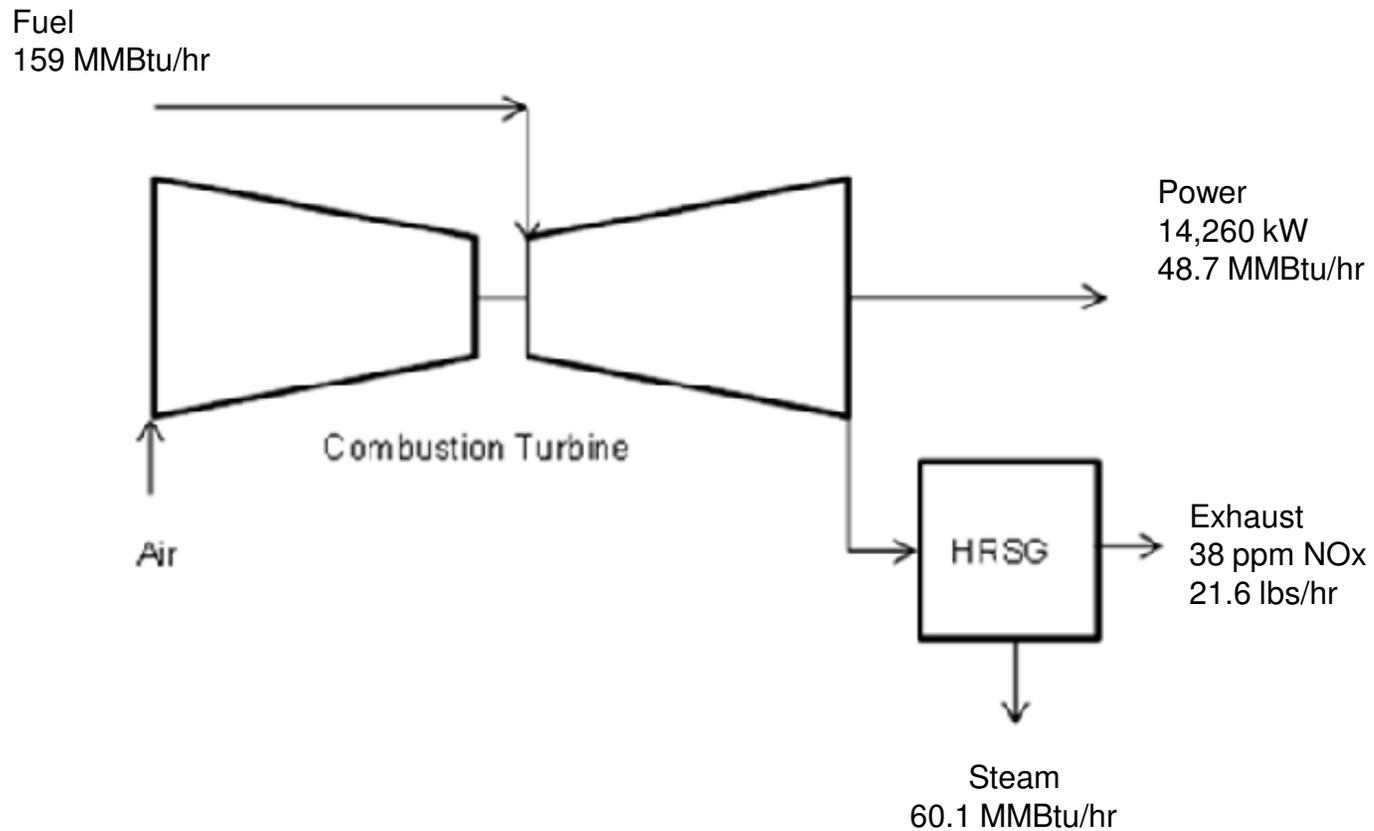 Fuel
159 MMBtu/hr
Power
14,260 kW
48.7 MMBtu/hr
Combustion Turbine
Air
HRSG
Exhaust
38 ppm NOx
21.6 lbs/hr
Steam
60.1 MMBtu/hr